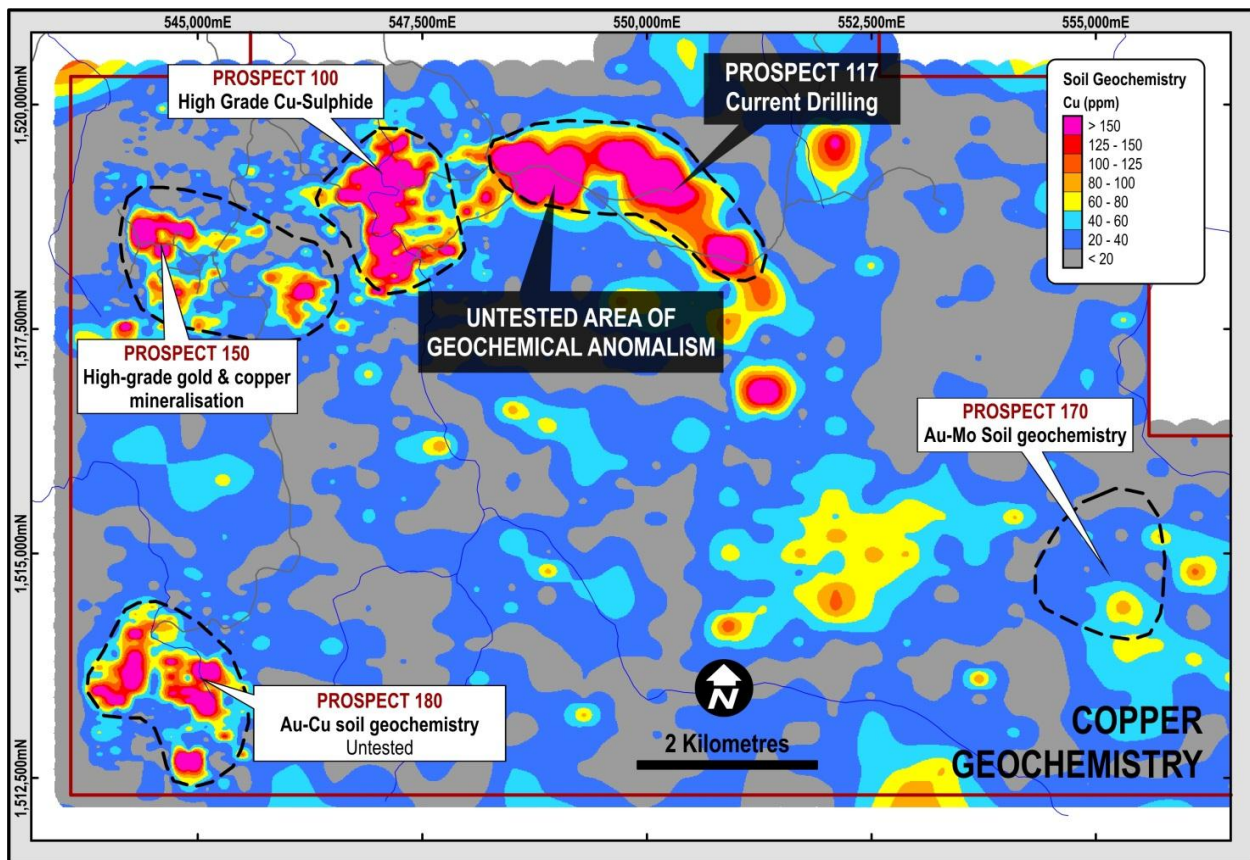 545,000mE
547,500mE
550,000mE
552,500mE
555,000mE
1,520,000mN
1,517,500mN
1,515,000mN
1,512,500mN
PROSPECT 100
High Grade Cu-Sulphide
PROSPECT 117
Current Drilling
Soil Geochemistry
Cu (ppm)
> 150
125 - 150
100 - 125
80 - 100
60 - 80
40 - 60
20 - 40
< 20
UNTESTED AREA OF
GEOCHEMICAL ANOMALISM
PROSPECT 150
High-grade gold & copper
mineralisation
PROSPECT 170
Au-Mo Soil geochemistry
PROSPECT 180
Au-Cu soil geochemistry
Untested
N
2 Kilometres
COPPER
GEOCHEMISTRY